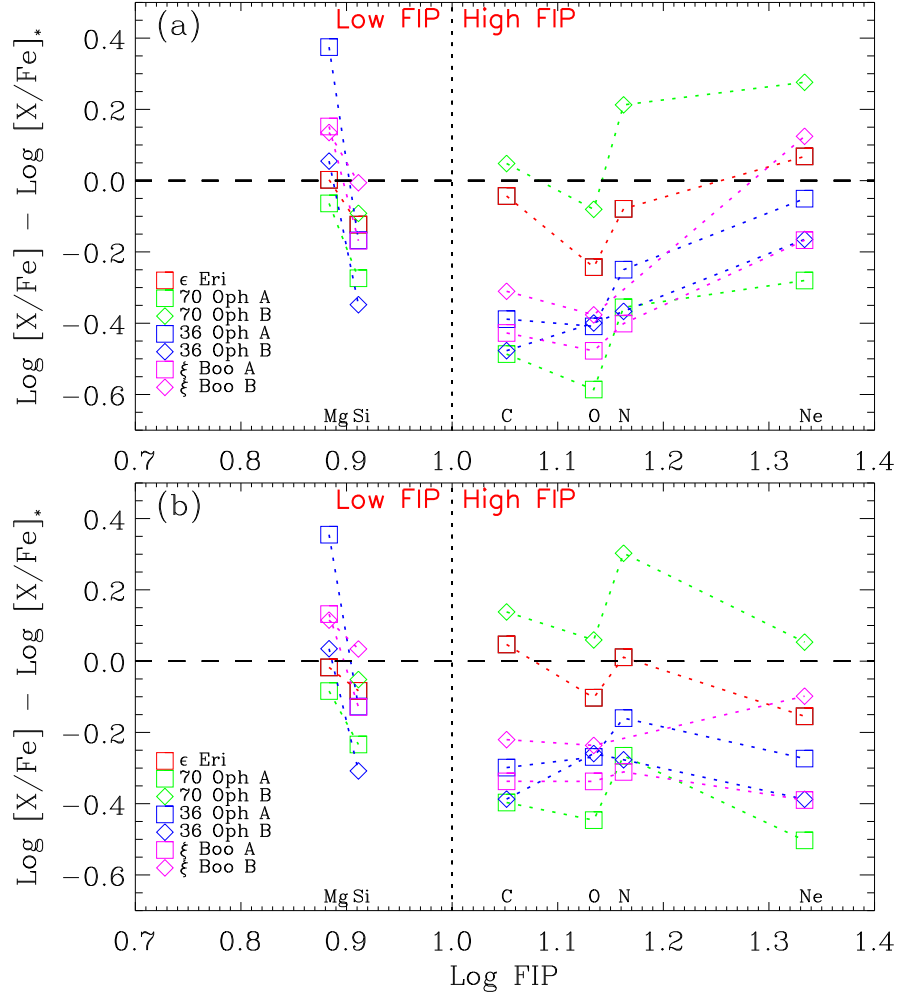 (a)
Low FIP
High FIP
Log [X/Fe] − Log [X/Fe]*
0.4
0.2
0.0
−0.2
−0.4
−0.6
ϵ Eri
70 Oph A
70 Oph B
36 Oph A
36 Oph B
ξ Boo A
ξ Boo B
Mg Si C O N Ne
0.7 0.8 0.9 1.0 1.1 1.2 1.3 1.4
(b)
Low FIP
High FIP
Log [X/Fe] − Log [X/Fe]*
0.4
0.2
0.0
−0.2
−0.4
−0.6
ϵ Eri
70 Oph A
70 Oph B
36 Oph A
36 Oph B
ξ Boo A
ξ Boo B
Mg Si C O N Ne
0.7 0.8 0.9 1.0 1.1 1.2 1.3 1.4
Log FIP